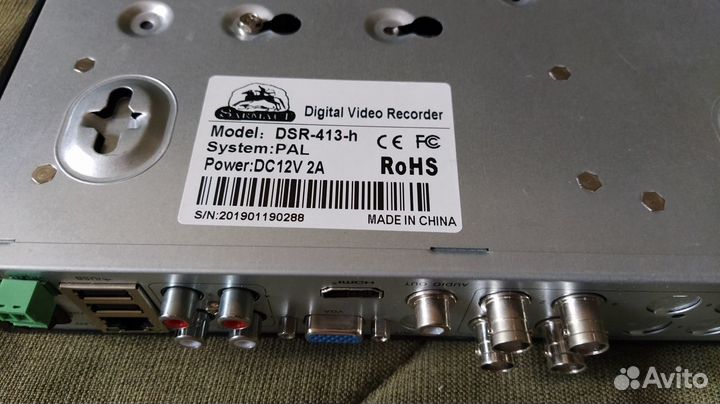 SARMATT
Digital Video Recorder
Model: DSR-413-h
System:PAL
Power:DC12V 2A
CE FC
RoHS
S/N:201901190288
MADE IN CHINA
USB
HDMI
AUDIO OUT
VGA
Avito